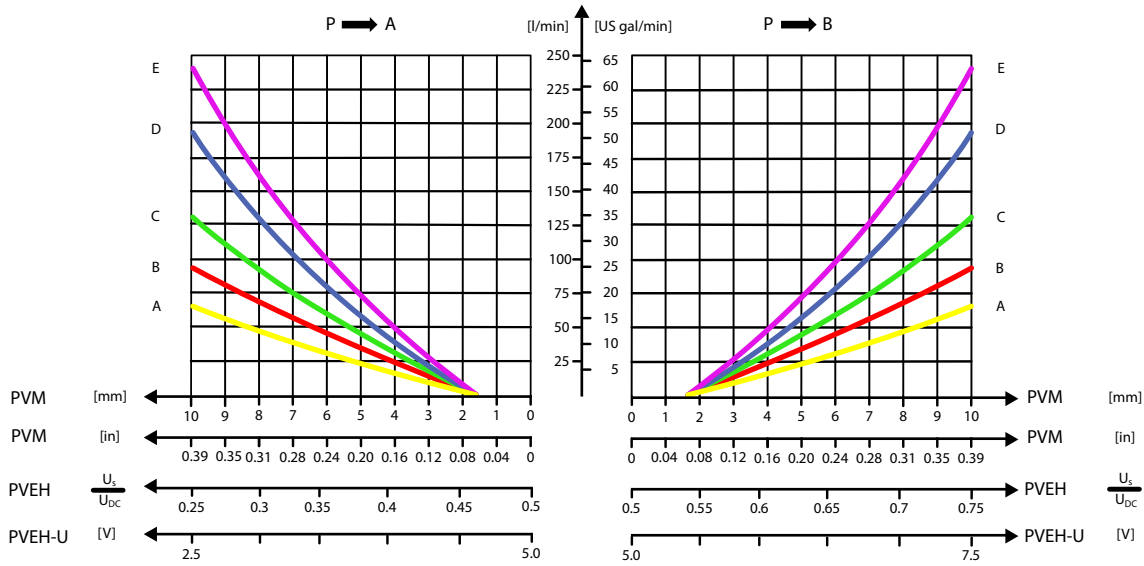 P A [l/min] [US gal/min] P B
250 65
E 60 E
225 55
D 200 50 D
175 45
150 40
C 125 35 C
30
B 100 25 B
A 75 20 A
50 15
10
25 5
PVM [mm] 10 9 8 7 6 5 4 3 2 1 0 0 1 2 3 4 5 6 7 8 9 10 PVM [mm]
PVM [in] 0.39 0.35 0.31 0.28 0.24 0.20 0.16 0.12 0.08 0.04 0 0 0.04 0.08 0.12 0.16 0.20 0.24 0.28 0.31 0.35 0.39 PVM [in]
PVEH Us/UDC 0.25 0.3 0.35 0.4 0.45 0.5 0.5 0.55 0.6 0.65 0.7 0.75 PVEH Us/UDC
PVEH-U [V] 2.5 5.0 5.0 7.5 PVEH-U [V]